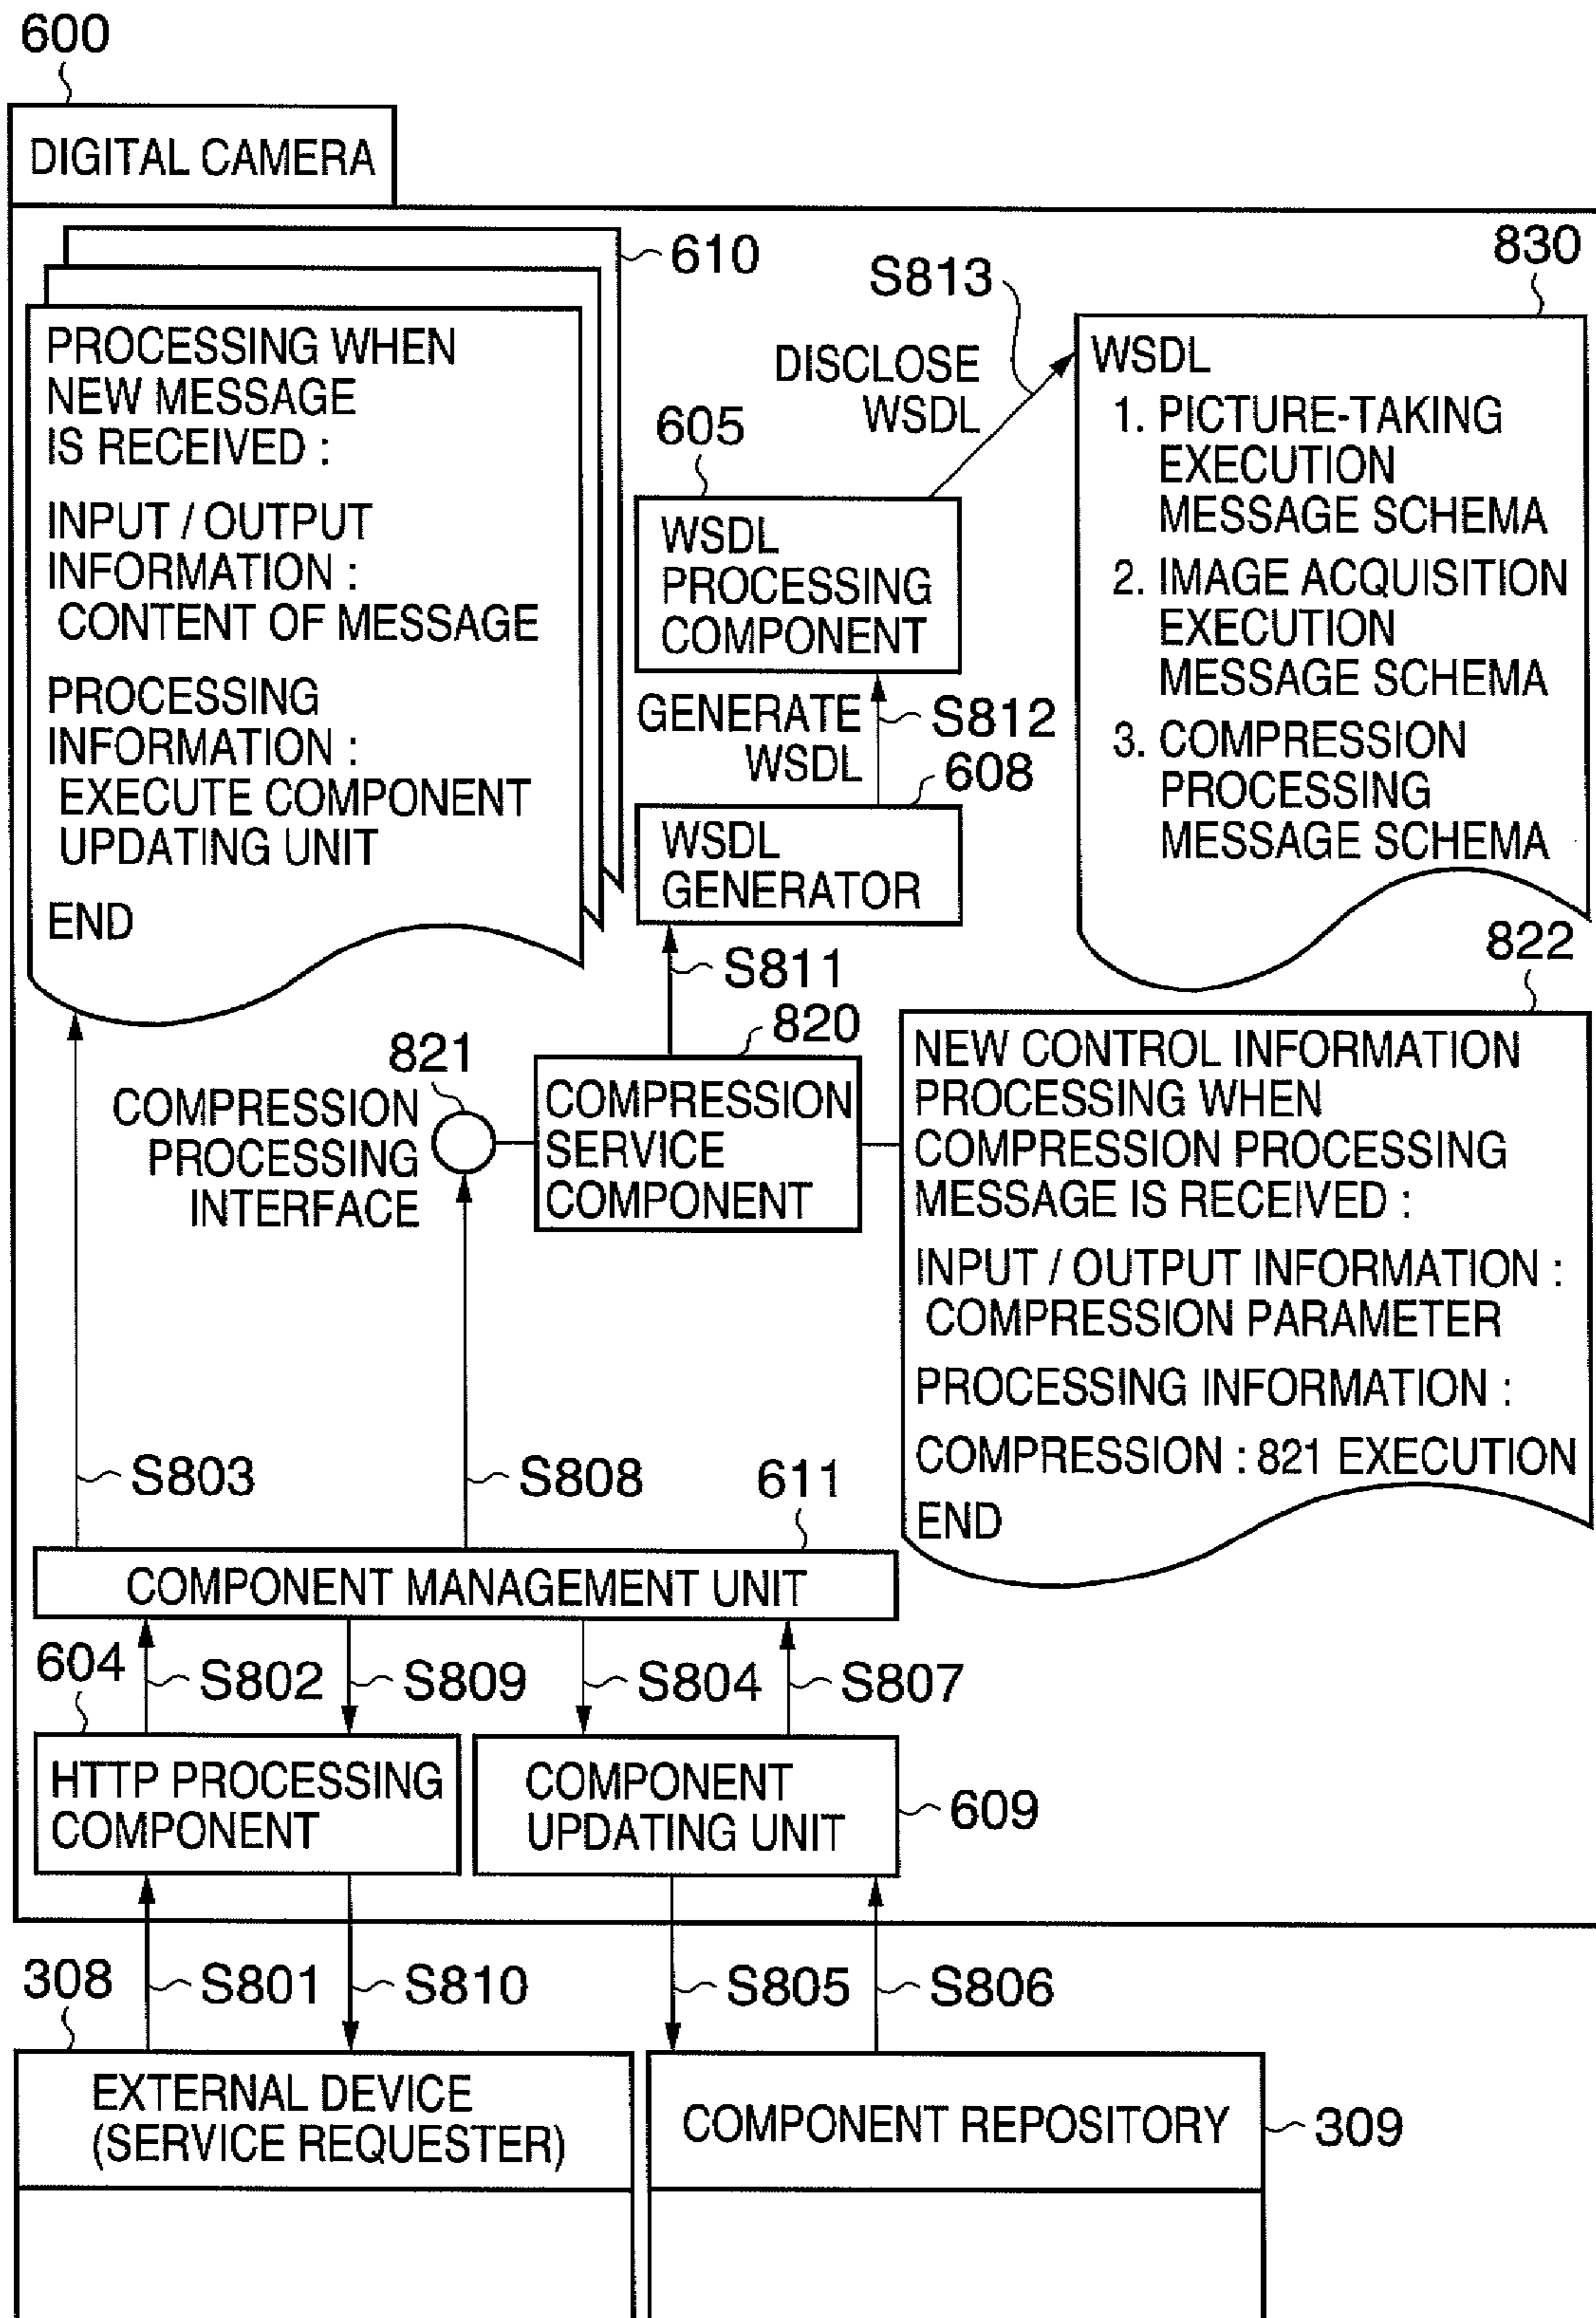 600
DIGITAL CAMERA
610
PROCESSING WHEN
NEW MESSAGE
IS RECEIVED :
INPUT / OUTPUT
INFORMATION :
CONTENT OF MESSAGE
PROCESSING
INFORMATION :
EXECUTE COMPONENT
UPDATING UNIT
END
S813
DISCLOSE
WSDL
605
WSDL
PROCESSING
COMPONENT
GENERATE
WSDL
S812
608
WSDL
GENERATOR
S811
830
WSDL
1. PICTURE-TAKING
EXECUTION
MESSAGE SCHEMA
2. IMAGE ACQUISITION
EXECUTION
MESSAGE SCHEMA
3. COMPRESSION
PROCESSING
MESSAGE SCHEMA
822
820
821
COMPRESSION
PROCESSING
INTERFACE
COMPRESSION
SERVICE
COMPONENT
NEW CONTROL INFORMATION
PROCESSING WHEN
COMPRESSION PROCESSING
MESSAGE IS RECEIVED :
INPUT / OUTPUT INFORMATION :
COMPRESSION PARAMETER
PROCESSING INFORMATION :
COMPRESSION : 821 EXECUTION
END
S803
S808
611
COMPONENT MANAGEMENT UNIT
604
S802
S809
S804
S807
HTTP PROCESSING
COMPONENT
COMPONENT
UPDATING UNIT
609
308
S801
S810
S805
S806
EXTERNAL DEVICE
(SERVICE REQUESTER)
COMPONENT REPOSITORY
309